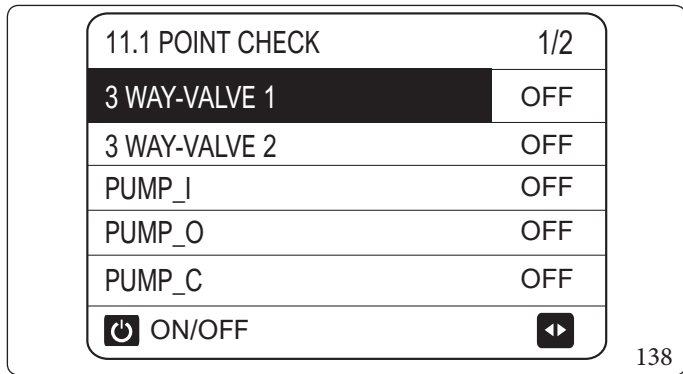 11.1 POINT CHECK 1/2
3 WAY-VALVE 1 OFF
3 WAY-VALVE 2 OFF
PUMP_I OFF
PUMP_O OFF
PUMP_C OFF
ON/OFF
138